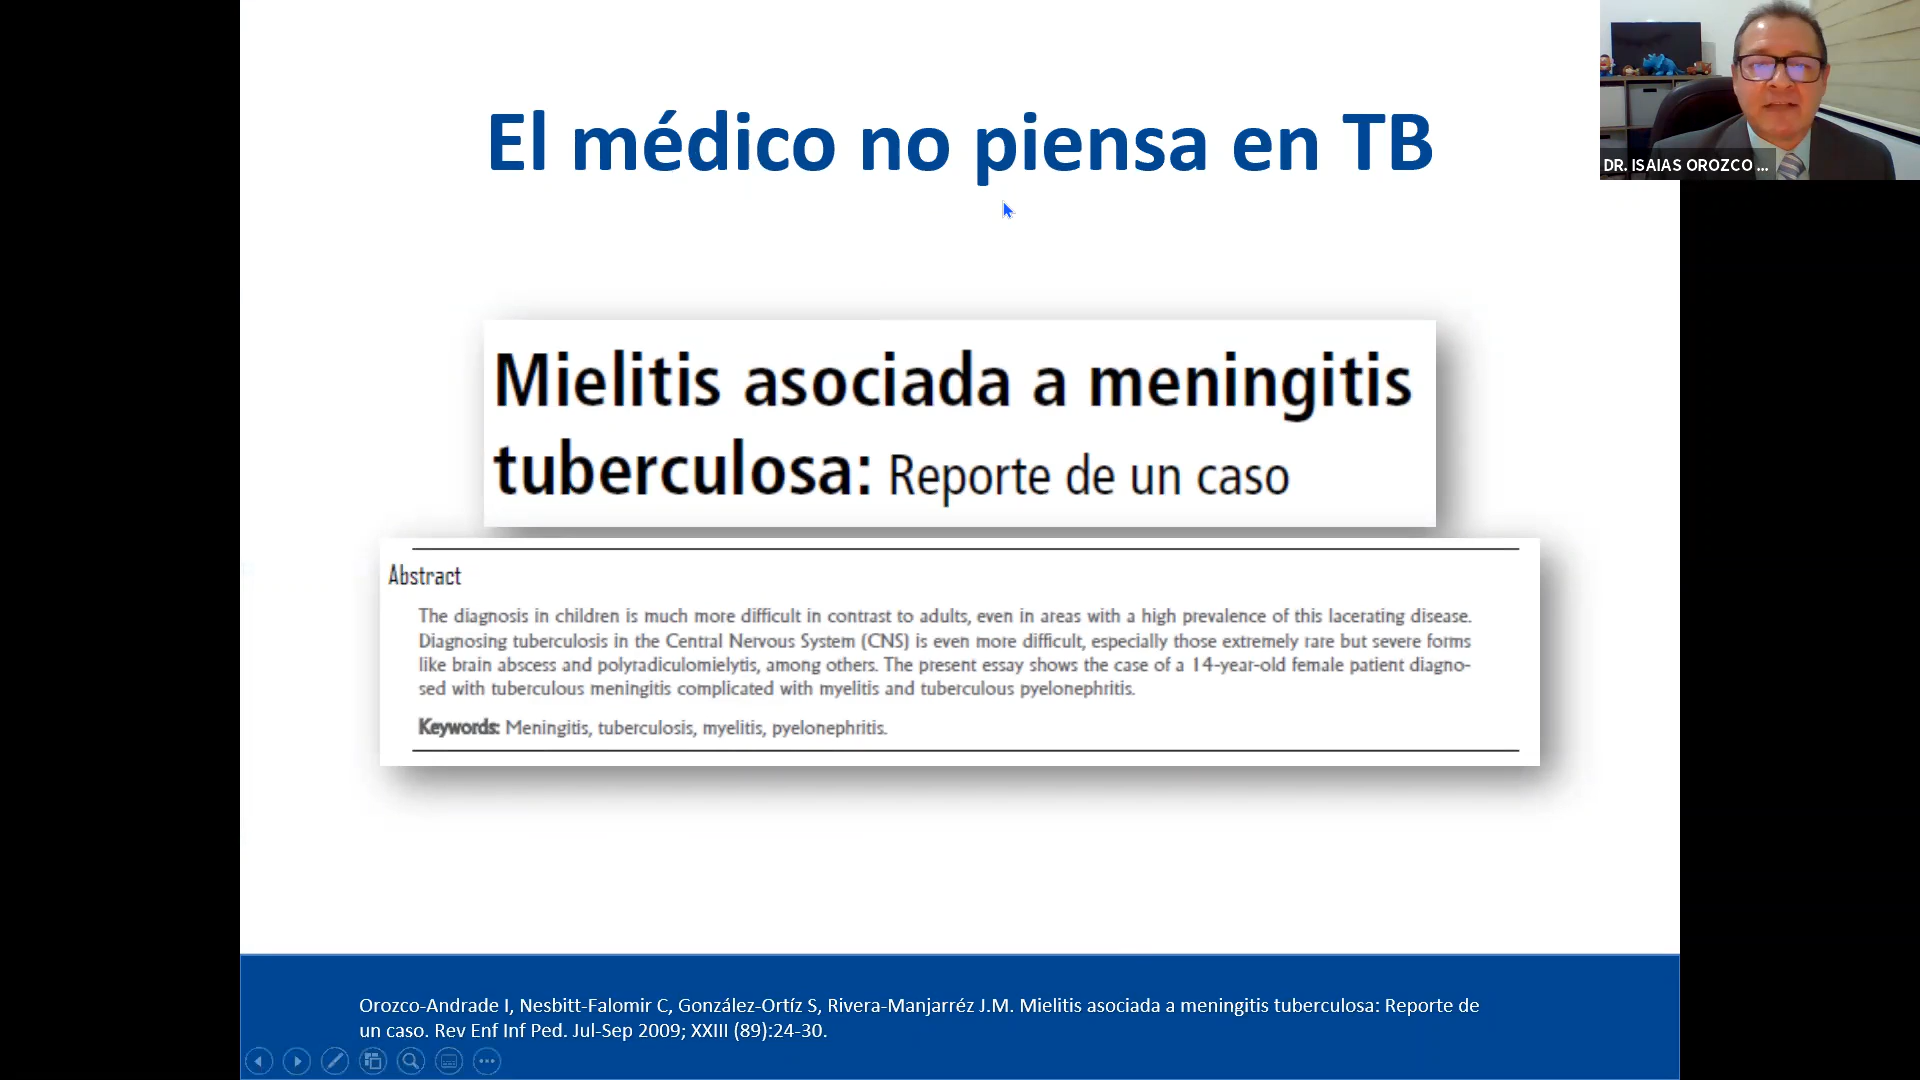 El médico no piensa en TB
DR. ISAIAS OROZCO ...
Mielitis asociada a meningitis
tuberculosa: Reporte de un caso
Abstract
The diagnosis in children is much more difficult in contrast to adults, even in areas with a high prevalence of this lacerating disease.
Diagnosing tuberculosis in the Central Nervous System (CNS) is even more difficult, especially those extremely rare but severe forms
like brain abscess and polyradiculomielytis, among others. The present essay shows the case of a 14-year-old female patient diagno-
sed with tuberculous meningitis complicated with myelitis and tuberculous pyelonephritis.
Keywords: Meningitis, tuberculosis, myelitis, pyelonephritis.
Orozco-Andrade I, Nesbitt-Falomir C, González-Ortíz S, Rivera-Manjarréz J.M. Mielitis asociada a meningitis tuberculosa: Reporte de
un caso. Rev Enf Inf Ped. Jul-Sep 2009; XXIII (89):24-30.